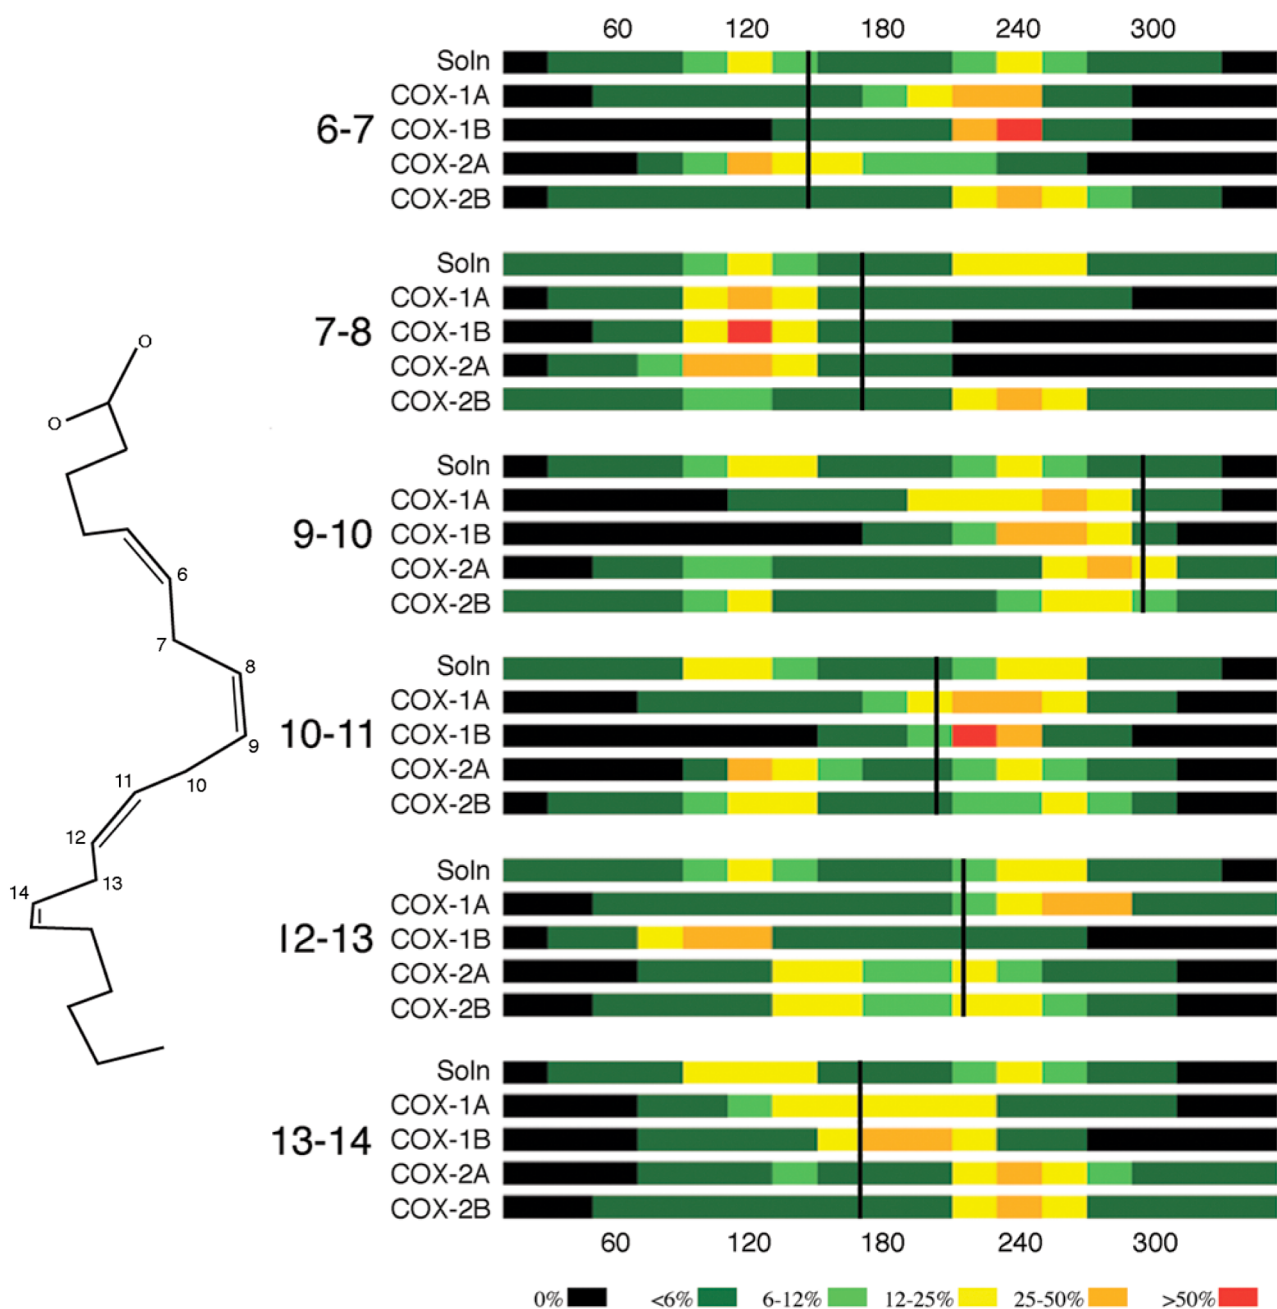 60 120 180 240 300
Soln
COX-1A
6-7 COX-1B
COX-2A
COX-2B
Soln
COX-1A
7-8 COX-1B
COX-2A
COX-2B
Soln
COX-1A
9-10 COX-1B
COX-2A
COX-2B
Soln
COX-1A
10-11 COX-1B
COX-2A
COX-2B
Soln
COX-1A
12-13 COX-1B
COX-2A
COX-2B
Soln
COX-1A
13-14 COX-1B
COX-2A
COX-2B
60 120 180 240 300
0% <6% 6-12% 12-25% 25-50% >50%
O
O
6
7
8
9
10
11
12
13
14